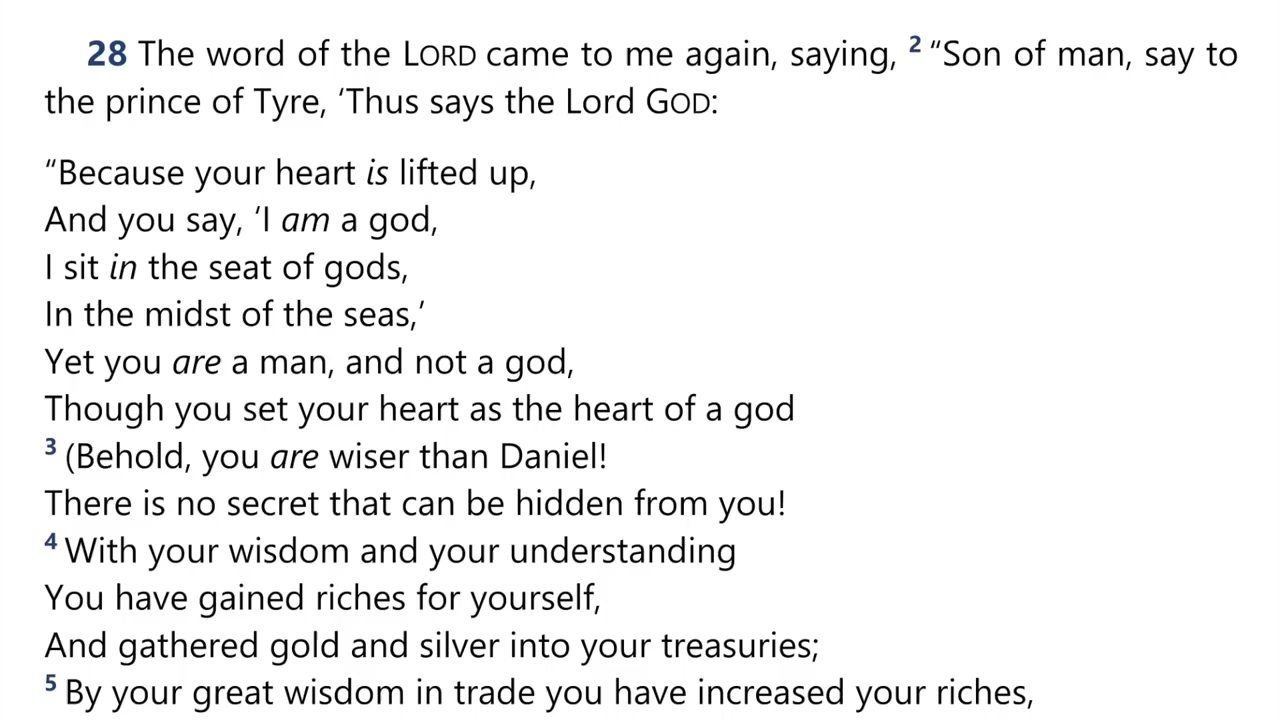 28 The word of the LORD came to me again, saying, 2 “Son of man, say to
the prince of Tyre, ‘Thus says the Lord GOD:
“Because your heart is lifted up,
And you say, ‘I am a god,
I sit in the seat of gods,
In the midst of the seas,’
Yet you are a man, and not a god,
Though you set your heart as the heart of a god
3 (Behold, you are wiser than Daniel!
There is no secret that can be hidden from you!
4 With your wisdom and your understanding
You have gained riches for yourself,
And gathered gold and silver into your treasuries;
5 By your great wisdom in trade you have increased your riches,